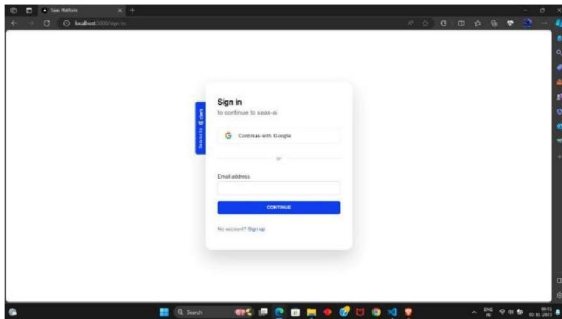 Saas Platform
localhost:3000/sign-in
Sign in
to continue to saas-ai
Continue with Google
or
Email address
CONTINUE
No account? Sign up
Search
ENG